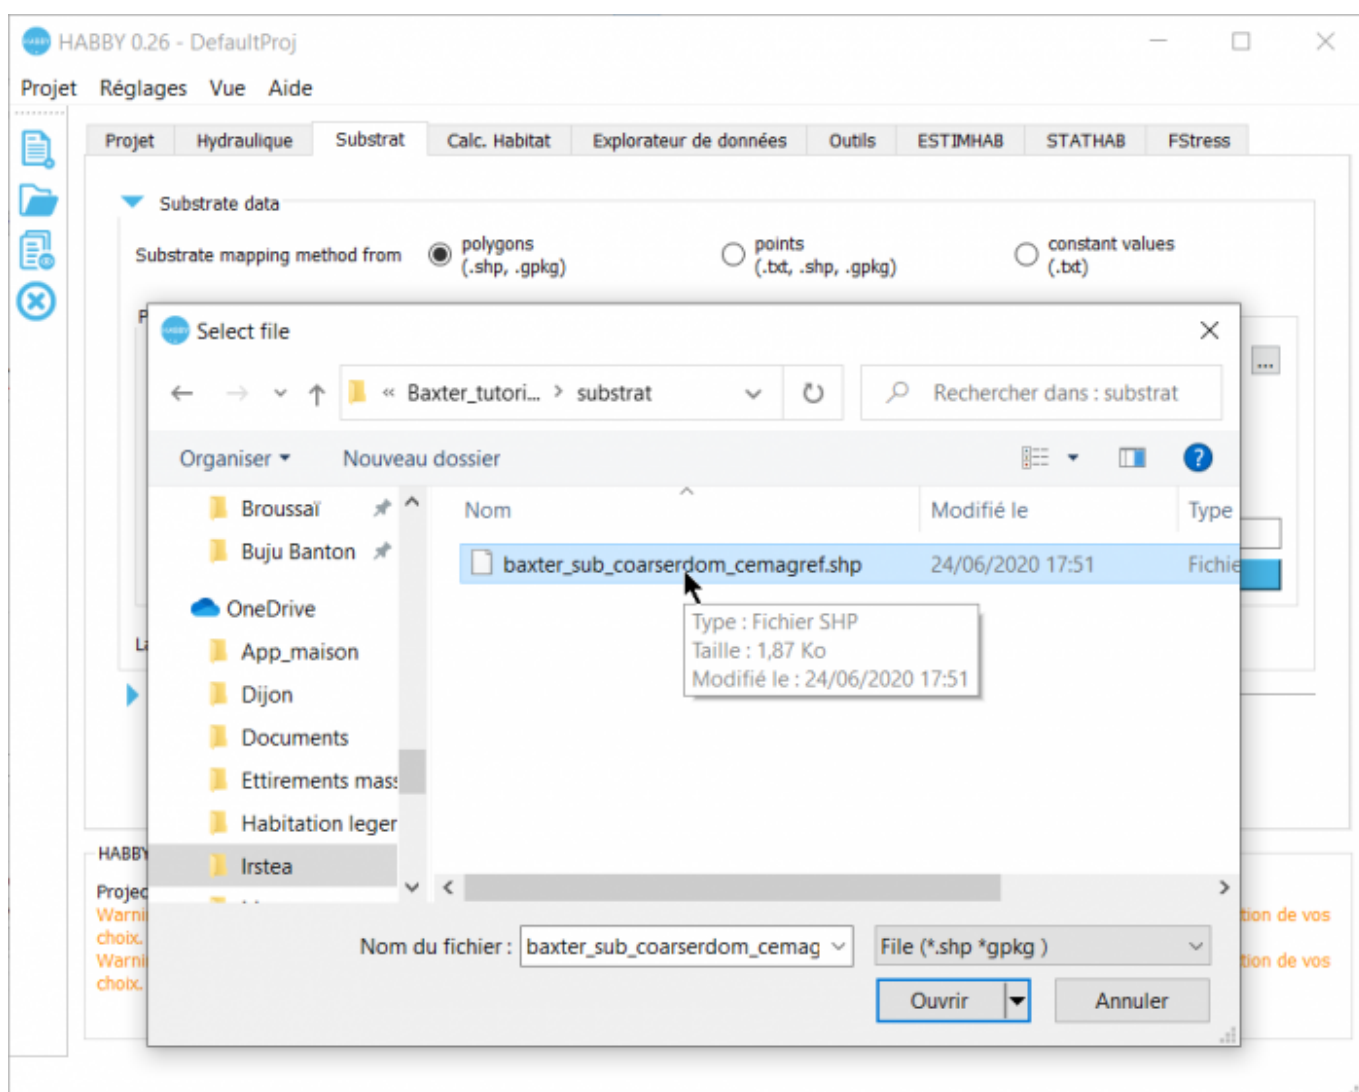 HABBY 0.26 - DefaultProj
Projet Réglages Vue Aide
Projet Hydraulique Substrat Calc. Habitat Explorateur de données Outils ESTIMHAB STATHAB FStress
Substrate data
Substrate mapping method from polygons (.shp, .gpkg) points (.txt, .shp, .gpkg) constant values (.txt)
Select file
...
« Baxter_tutori... > substrat
Rechercher dans : substrat
Organiser Nouveau dossier
?
Nom Modifié le Type
Broussaï
Buju Banton
OneDrive
App_maison
Dijon
Documents
Ettirements mass
Habitation leger
Irstea
baxter_sub_coarserdom_cemagref.shp 24/06/2020 17:51 Fichie
Type : Fichier SHP
Taille : 1,87 Ko
Modifié le : 24/06/2020 17:51
HABBY
Projec
Warni
choix.
Warni
choix.
tion de vos
tion de vos
Nom du fichier : baxter_sub_coarserdom_cemag File (*.shp *gpkg )
Ouvrir Annuler